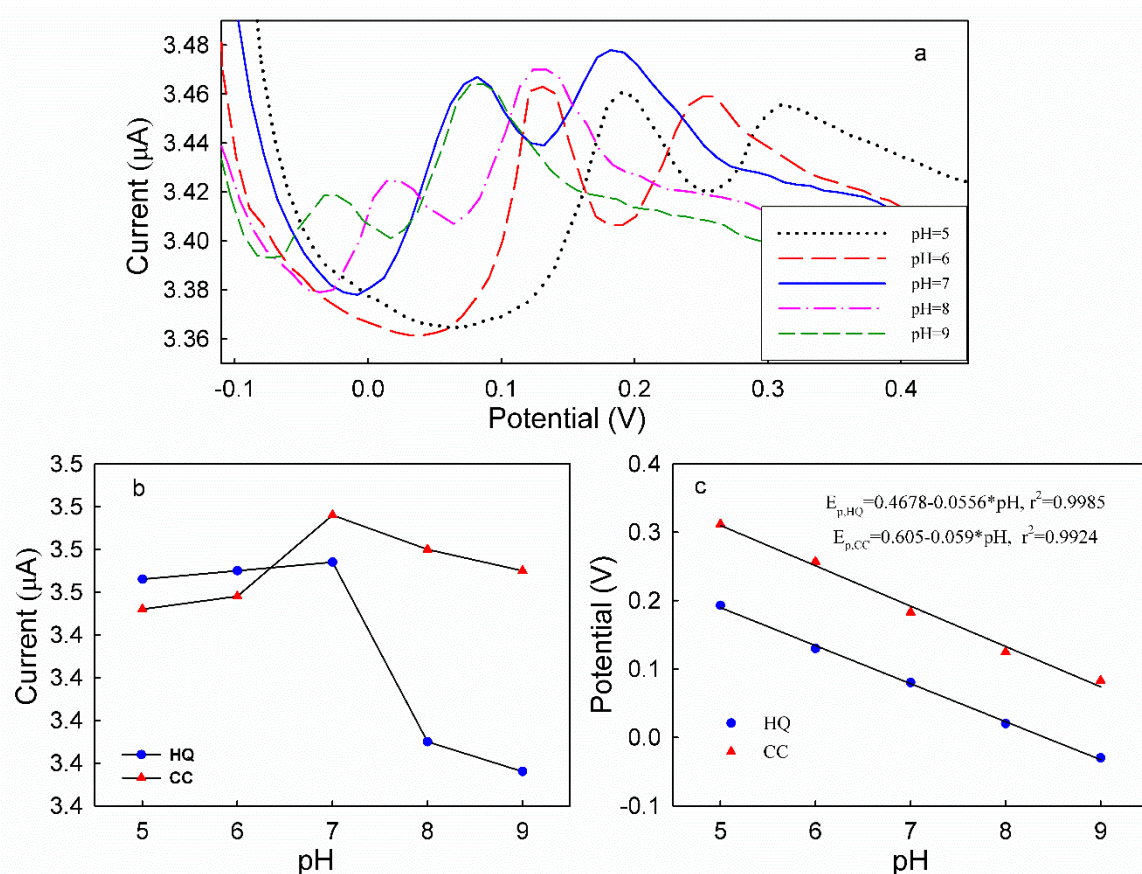 a
3.48
3.46
3.44
3.42
3.40
3.38
3.36
Current (μA)
-0.1
0.0
0.1
0.2
0.3
0.4
Potential (V)
pH=5
pH=6
pH=7
pH=8
pH=9
b
3.5
3.5
3.5
3.5
3.4
3.4
3.4
3.4
3.4
Current (μA)
HQ
CC
5
6
7
8
9
pH
c
E_p,HQ=0.4678-0.0556*pH, r²=0.9985
E_p,CC=0.605-0.059*pH, r²=0.9924
0.4
0.3
0.2
0.1
0.0
-0.1
Potential (V)
HQ
CC
5
6
7
8
9
pH